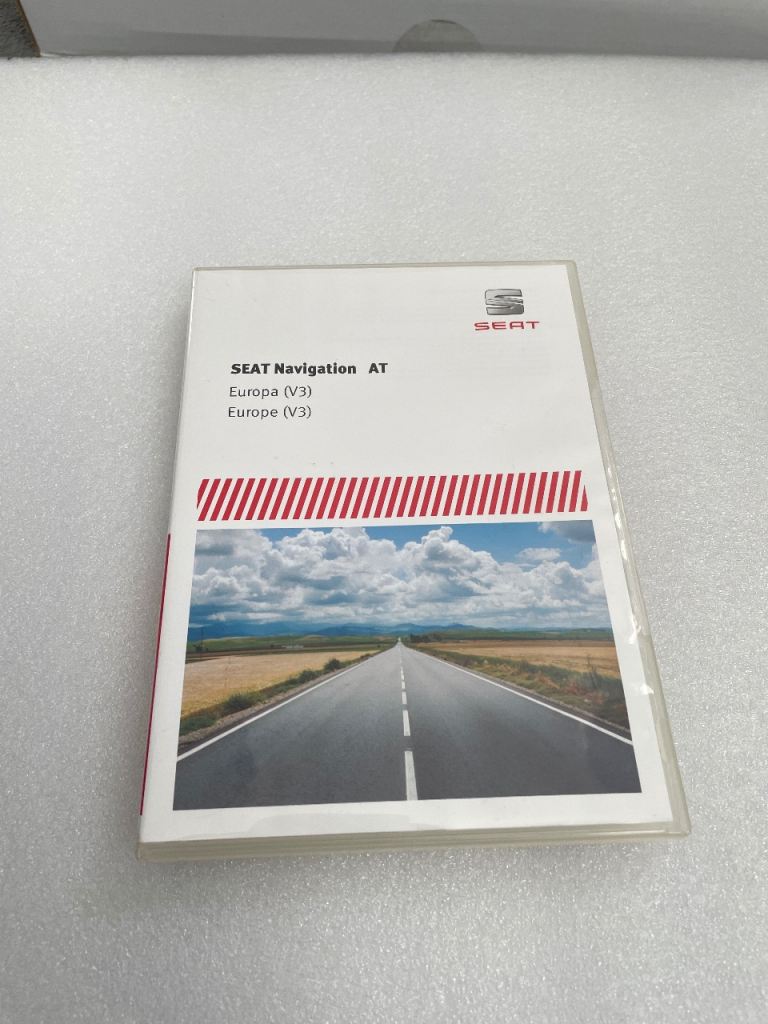 SEAT
SEAT Navigation AT
Europa (V3)
Europe (V3)